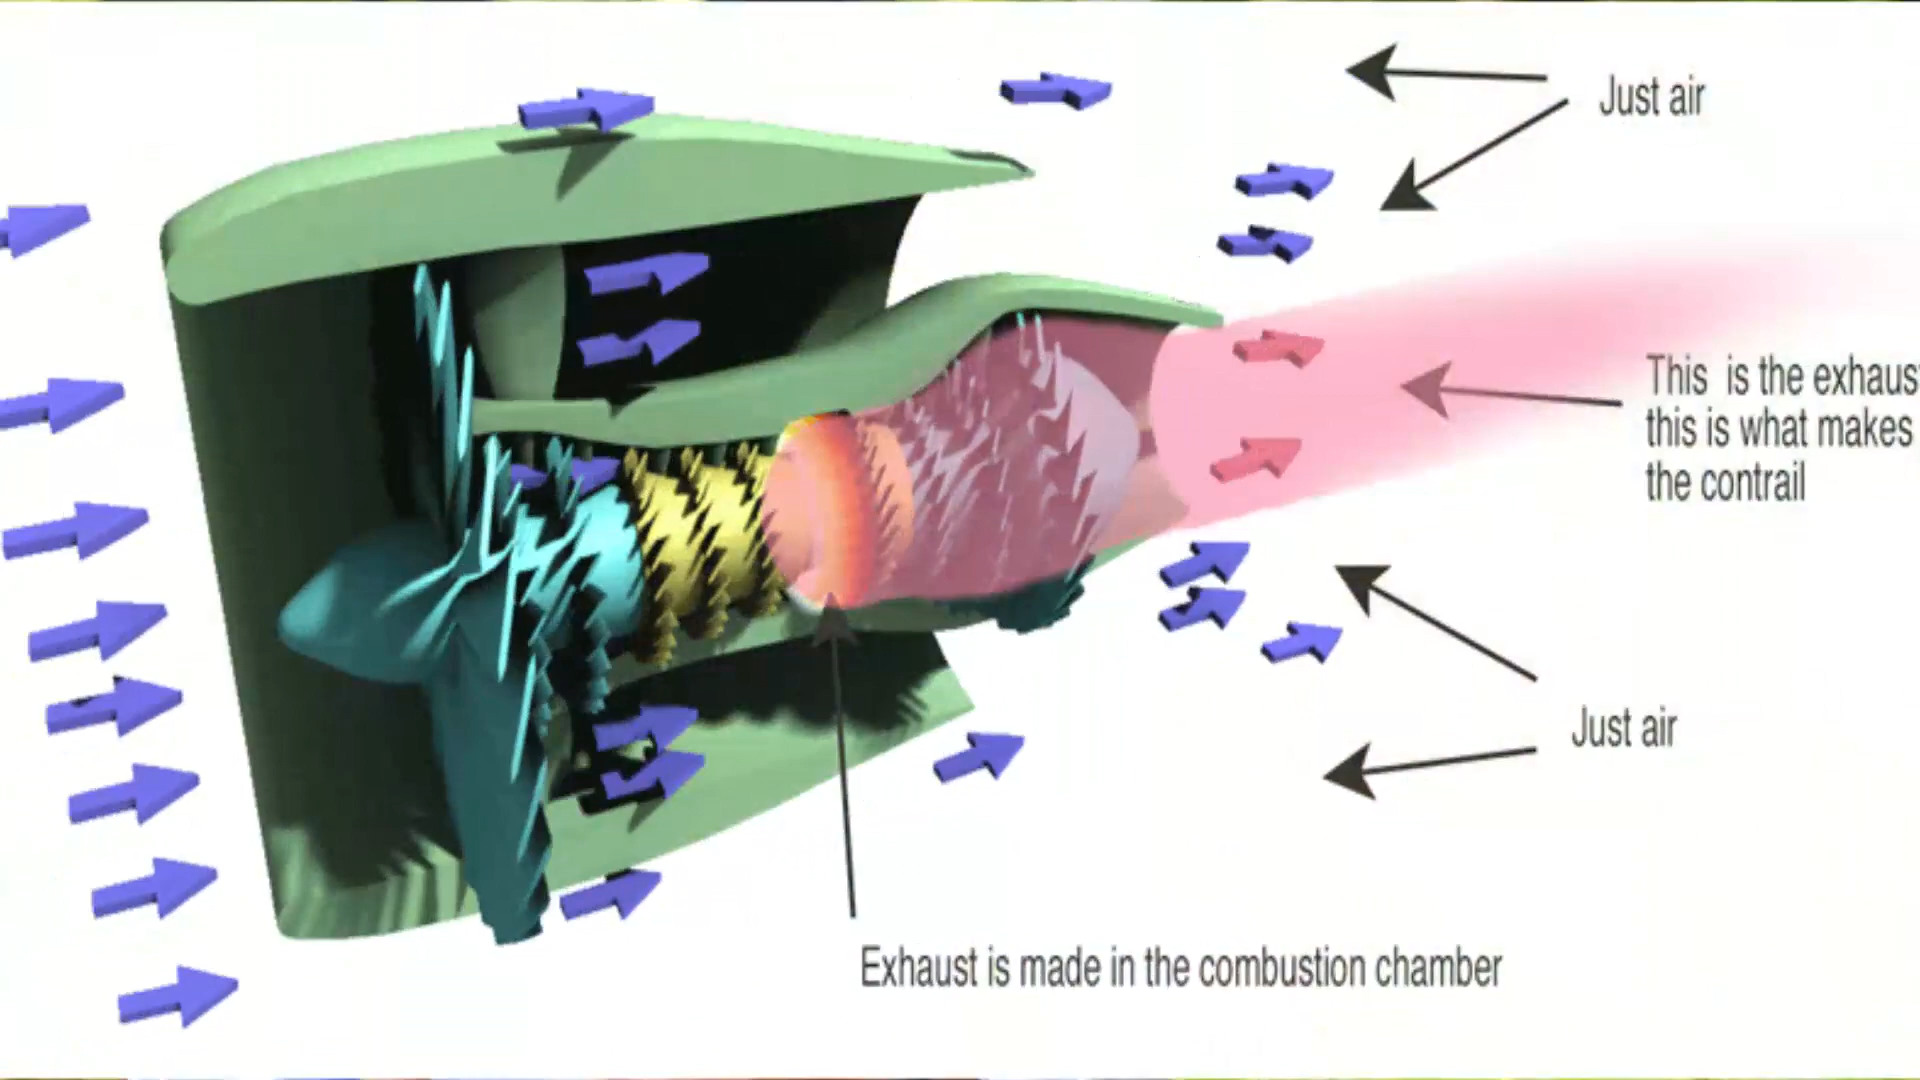 Just air
This is the exhaus
this is what makes
the contrail
Just air
Exhaust is made in the combustion chamber